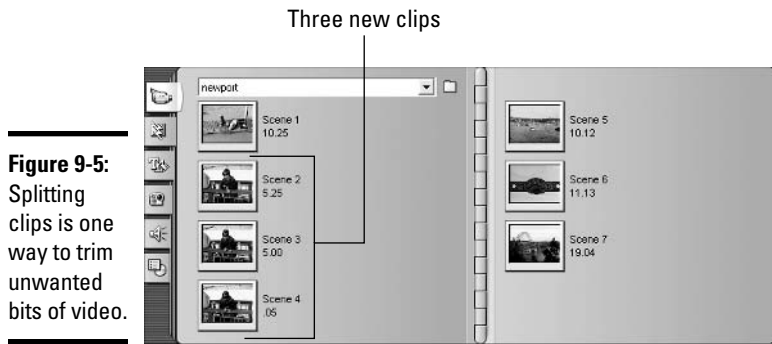 Three new clips
newport
Scene 1
10.25
Scene 2
5.25
Scene 3
5.00
Scene 4
.05
Scene 5
10.12
Scene 6
11.13
Scene 7
19.04
Figure 9-5:
Splitting
clips is one
way to trim
unwanted
bits of video.